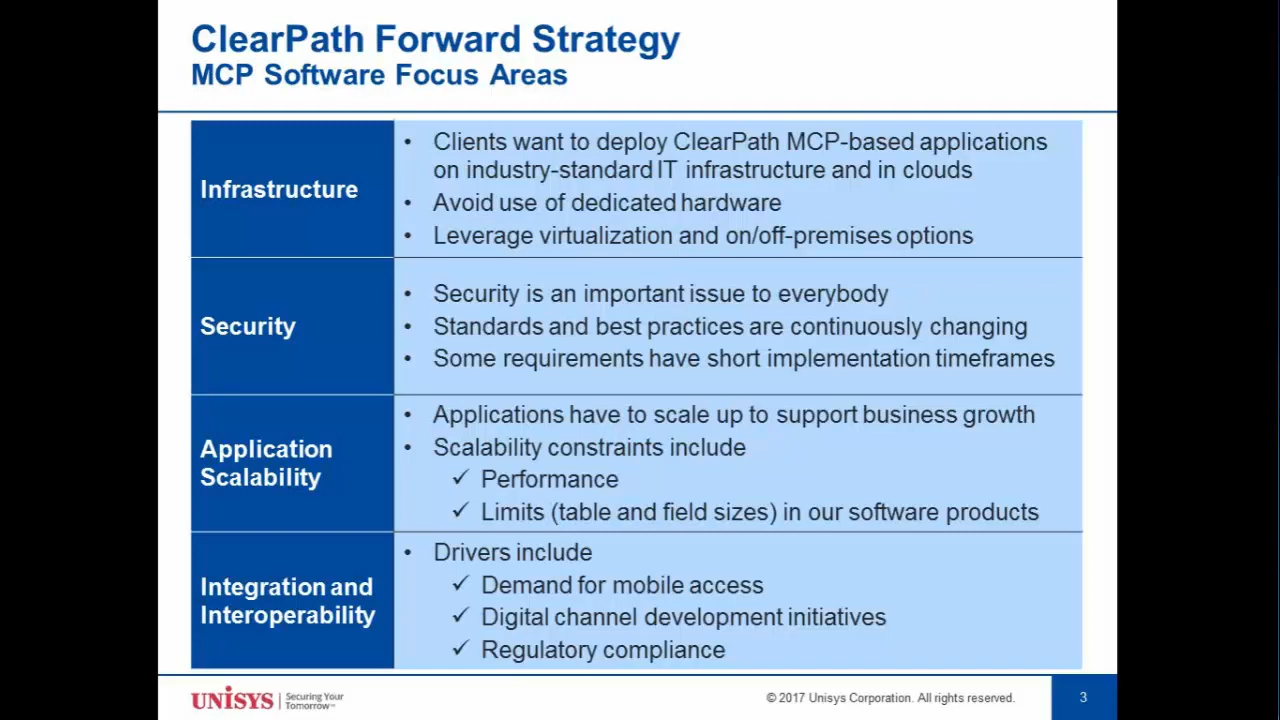 ClearPath Forward Strategy
MCP Software Focus Areas
Infrastructure
• Clients want to deploy ClearPath MCP-based applications
on industry-standard IT infrastructure and in clouds
• Avoid use of dedicated hardware
• Leverage virtualization and on/off-premises options
Security
• Security is an important issue to everybody
• Standards and best practices are continuously changing
• Some requirements have short implementation timeframes
Application
Scalability
• Applications have to scale up to support business growth
• Scalability constraints include
✓ Performance
✓ Limits (table and field sizes) in our software products
Integration and
Interoperability
• Drivers include
✓ Demand for mobile access
✓ Digital channel development initiatives
✓ Regulatory compliance
UNISYS
Securing Your
Tomorrow™
© 2017 Unisys Corporation. All rights reserved.
3